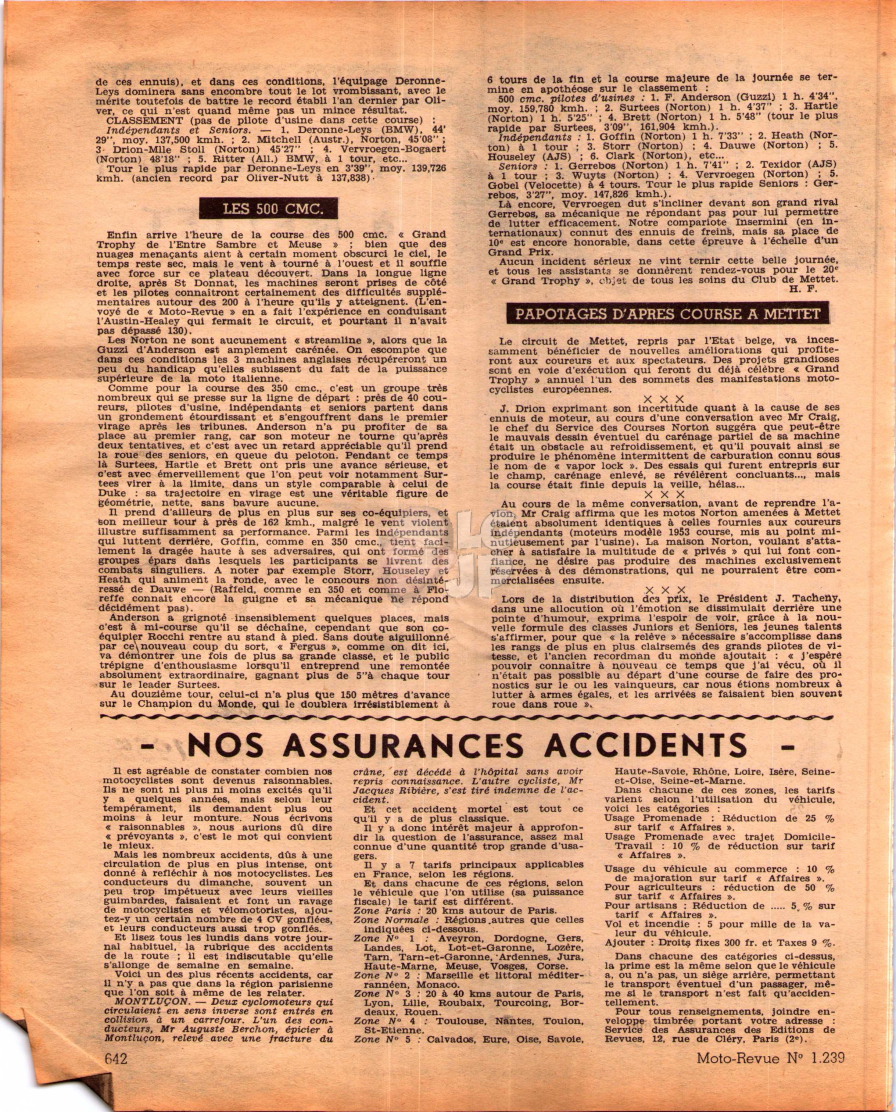 de ces ennuis), et dans ces conditions, l'équipage Deronne-
Leys dominera sans encombre tout le lot vrombissant, avec le
mérite toutefois de battre le record établi l'an dernier par Oli-
ver, ce qui n'est quand même pas un mince résultat.
CLASSEMENT (pas de pilote d'usine dans cette course) :
Indépendants et Seniors. — 1. Deronne-Leys (BMW), 44'
29'', moy. 137,500 kmh. ; 2. Mitchell (Austr.), Norton, 45'08'' ;
3· Drion-Mlle Stoll (Norton) 45'27'' ; 4. Vervroegen-Bogaert
(Norton) 48'18'' ; 5. Ritter (All.) BMW, à 1 tour, etc...
Tour le plus rapide par Deronne-Leys en 3'39'', moy. 139,726
kmh. (ancien record par Oliver-Nutt à 137,838).
LES 500 CMC.
Enfin arrive l'heure de la course des 500 cmc. « Grand
Trophy de l'Entre Sambre et Meuse » ; bien que des
nuages menaçants aient à certain moment obscurci le ciel, le
temps reste sec, mais le vent a tourné à l'ouest et il souffle
avec force sur ce plateau découvert. Dans la longue ligne
droite, après St Donnat, les machines seront prises de côté
et les pilotes connaîtront certainement des difficultés supplé-
mentaires autour des 200 à l'heure qu'ils y atteignent. (L'en-
voyé de « Moto-Revue » en a fait l'expérience en conduisant
l'Austin-Healey qui fermait le circuit, et pourtant il n'avait
pas dépassé 130).
Les Norton ne sont aucunement « streamline », alors que la
Guzzi d'Anderson est amplement carénée. On escompte que
dans ces conditions les 3 machines anglaises récupéreront un
peu du handicap qu'elles subissent du fait de la puissance
supérieure de la moto italienne.
Comme pour la course des 350 cmc., c'est un groupe très
nombreux qui se presse sur la ligne de départ : près de 40 cou-
reurs, pilotes d'usine, indépendants et seniors partent dans
un grondement étourdissant et s'engouffrent dans le premier
virage après les tribunes. Anderson n'a pu profiter de sa
place au premier rang, car son moteur ne tourne qu'après
deux tentatives, et c'est avec un retard appréciable qu'il prend
la roue des seniors, en queue du peloton. Pendant ce temps
là Surtees, Hartle et Brett ont pris une avance sérieuse, et
c'est avec émerveillement que l'on peut voir notamment Sur-
tees virer à la limite, dans un style comparable à celui de
Duke : sa trajectoire en virage est une véritable figure de
géométrie, nette, sans bavure aucune.
Il prend d'ailleurs de plus en plus sur ses co-équipiers, et
son meilleur tour à près de 162 kmh., malgré le vent violent
illustre suffisamment sa performance. Parmi les indépendants
qui luttent derrière, Goffin, comme en 350 cmc., tient faci-
lement la dragée haute à ses adversaires, qui ont formé des
groupes épars dans lesquels les participants se livrent des
combats singuliers. A noter par exemple Storr, Houseley et
Heath qui animent la ronde, avec le concours non désinté-
ressé de Dauwe — (Raffeld, comme en 350 et comme à Flo-
reffe connaît encore la guigne et sa mécanique ne répond
décidément pas).
Anderson a grignoté insensiblement quelques places, mais
c'est à mi-course qu'il se déchaîne, cependant que son co-
équipier Rocchi rentre au stand à pied. Sans doute aiguillonné
par ce nouveau coup du sort, « Fergus », comme on dit ici,
va démontrer une fois de plus sa grande classe, et le public
trépigne d'enthousiasme lorsqu'il entreprend une remontée
absolument extraordinaire, gagnant plus de 5''à chaque tour
sur le leader Surtees.
Au douzième tour, celui-ci n'a plus que 150 mètres d'avance
sur le Champion du Monde, qui le doublera irrésistiblement à
6 tours de la fin et la course majeure de la journée se ter-
mine en apothéose sur le classement :
500 cmc. pilotes d'usines : 1. F. Anderson (Guzzi) 1 h. 4'34'',
moy. 159,780 kmh. ; 2. Surtees (Norton) 1 h. 4'37'' ; 3. Hartle
(Norton) 1 h. 5'25'' ; 4. Brett (Norton) 1 h. 5'48'' (tour le plus
rapide par Surtees, 3'09'', 161,904 kmh.).
Indépendants : 1. Goffin (Norton) 1 h. 7'33'' ; 2. Heath (Nor-
ton) à 1 tour ; 3. Storr (Norton) ; 4. Dauwe (Norton) ; 5.
Houseley (AJS) ; 6. Clark (Norton), etc...
Seniors : 1. Gerrebos (Norton) 1 h. 7'41'' ; 2. Texidor (AJS)
à 1 tour ; 3. Wuyts (Norton) ; 4. Vervroegen (Norton) ; 5.
Gobel (Velocette) à 4 tours. Tour le plus rapide Seniors : Ger-
rebos, 3'27'', moy. 147,826 kmh.).
Là encore, Vervroegen dut s'incliner devant son grand rival
Gerrebos, sa mécanique ne répondant pas pour lui permettre
de lutter efficacement. Notre compariote Insermini (en in-
ternationaux) connut des ennuis de freins, mais sa place de
10e est encore honorable, dans cette épreuve à l'échelle d'un
Grand Prix.
Aucun incident sérieux ne vint ternir cette belle journée,
et tous les assistants se donnèrent rendez-vous pour le 20e
« Grand Trophy », objet de tous les soins du Club de Mettet.
H. F.
PAPOTAGES D'APRES COURSE A METTET
Le circuit de Mettet, repris par l'Etat belge, va inces-
samment bénéficier de nouvelles améliorations qui profite-
ront aux coureurs et aux spectateurs. Des projets grandioses
sont en voie d'exécution qui feront du déjà célèbre « Grand
Trophy » annuel l'un des sommets des manifestations moto-
cyclistes européennes.
X X X
J. Drion exprimant son incertitude quant à la cause de ses
ennuis de moteur, au cours d'une conversation avec Mr Craig,
le chef du Service des Courses Norton suggéra que peut-être
le mauvais dessin éventuel du carénage partiel de sa machine
était un obstacle au refroidissement, et qu'il pouvait ainsi se
produire le phénomène intermittent de carburation connu sous
le nom de « vapor lock ». Des essais qui furent entrepris sur
le champ, carénage enlevé, se révélèrent concluants..., mais
la course était finie depuis la veille, hélas...
X X X
Au cours de la même conversation, avant de reprendre l'a-
vion, Mr Craig affirma que les motos Norton amenées à Mettet
étaient absolument identiques à celles fournies aux coureurs
indépendants (moteurs modèle 1953 course, mis au point mi-
nutieusement par l'usine). La maison Norton, voulant s'atta-
cher à satisfaire la multitude de « privés » qui lui font con-
fiance, ne désire pas produire des machines exclusivement
réservées à des démonstrations, qui ne pourraient être com-
mercialisées ensuite.
X X X
Lors de la distribution des prix, le Président J. Tacheny,
dans une allocution où l'émotion se dissimulait derrière une
pointe d'humour, exprima l'espoir de voir, grâce à la nou-
velle formule des classes Juniors et Seniors, les jeunes talents
s'affirmer, pour que « la relève » nécessaire s'accomplisse dans
les rangs de plus en plus clairsemés des grands pilotes de vi-
tesse, et l'ancien recordman du monde ajoutait : « J'espère
pouvoir connaître à nouveau ce temps que j'ai vécu, où il
n'était pas possible au départ d'une course de faire des pro-
nostics sur le ou les vainqueurs, car nous étions nombreux à
lutter à armes égales, et les arrivées se faisaient bien souvent
roue dans roue ».
- NOS ASSURANCES ACCIDENTS -
Il est agréable de constater combien nos
motocyclistes sont devenus raisonnables.
Ils ne sont ni plus ni moins excités qu'il
y a quelques années, mais selon leur
tempérament, ils demandent plus ou
moins à leur monture. Nous écrivons
« raisonnables », nous aurions dû dire
« prévoyants », c'est le mot qui convient
le mieux.
Mais les nombreux accidents, dûs à une
circulation de plus en plus intense, ont
donné à refléchir à nos motocyclistes. Les
conducteurs du dimanche, souvent un
peu trop impétueux avec leurs vieilles
guimbardes, faisaient et font un ravage
de motocyclistes et vélomotoristes, ajou-
tez-y un certain nombre de 4 CV gonflées,
et leurs conducteurs aussi trop gonflés.
Et lisez tous les lundis dans votre jour-
nal habituel, la rubrique des accidents
de la route ; il est indiscutable qu'elle
s'allonge de semaine en semaine.
Voici un des plus récents accidents, car
il n'y a pas que dans la région parisienne
que l'on soit à même de les relater.
MONTLUÇON. — Deux cyclomoteurs qui
circulaient en sens inverse sont entrés en
collision à un carrefour. L'un des con-
ducteurs, Mr Auguste Berchon, épicier à
Montluçon, relevé avec une fracture du
crâne, est décédé à l'hôpital sans avoir
repris connaissance. L'autre cycliste, Mr
Jacques Ribière, s'est tiré indemne de l'ac-
cident.
Et cet accident mortel est tout ce
qu'il y a de plus classique.
Il y a donc intérêt majeur à approfon-
dir la question de l'assurance, assez mal
connue d'une quantité trop grande d'usa-
gers.
Il y a 7 tarifs principaux applicables
en France, selon les régions.
Et dans chacune de ces régions, selon
le véhicule que l'on utilise (sa puissance
fiscale) le tarif est différent.
Zone Paris : 20 kms autour de Paris.
Zone Normale : Régions autres que celles
indiquées ci-dessous.
Zone N° 1 : Aveyron, Dordogne, Gers,
Landes, Lot, Lot-et-Garonne, Lozère,
Tarn, Tarn-et-Garonne, Ardennes, Jura,
Haute-Marne, Meuse, Vosges, Corse.
Zone N° 2 : Marseille et littoral méditer-
rannéen, Monaco.
Zone N° 3 : 20 à 40 kms autour de Paris,
Lyon, Lille, Roubaix, Tourcoing, Bor-
deaux, Rouen.
Zone N° 4 : Toulouse, Nantes, Toulon,
St-Etienne.
Zone N° 5 : Calvados, Eure, Oise, Savoie,
Haute-Savoie, Rhône, Loire, Isère, Seine-
et-Oise, Seine-et-Marne.
Dans chacune de ces zones, les tarifs
varient selon l'utilisation du véhicule,
voici les catégories :
Usage Promenade : Réduction de 25 %
sur tarif « Affaires ».
Usage Promenade avec trajet Domicile-
Travail : 10 % de réduction sur tarif
« Affaires ».
Usage du véhicule au commerce : 10 %
de majoration sur tarif « Affaires ».
Pour agriculteurs : réduction de 50 %
sur tarif « Affaires ».
Pour artisans : Réduction de ..... 5 % sur
tarif « Affaires ».
Vol et incendie : 5 pour mille de la va-
leur du véhicule.
Ajouter : Droits fixes 300 fr. et Taxes 9 %.
Dans chacune des catégories ci-dessus,
la prime est la même selon que le véhicule
a, ou n'a pas, un siège arrière, permettant
le transport éventuel d'un passager, mê-
me si le transport n'est fait qu'acciden-
tellement.
Pour tous renseignements, joindre en-
veloppe timbrée portant votre adresse :
Service des Assurances des Editions de
Revues, 12, rue de Cléry, Paris (2e).
642
Moto-Revue N° 1.239